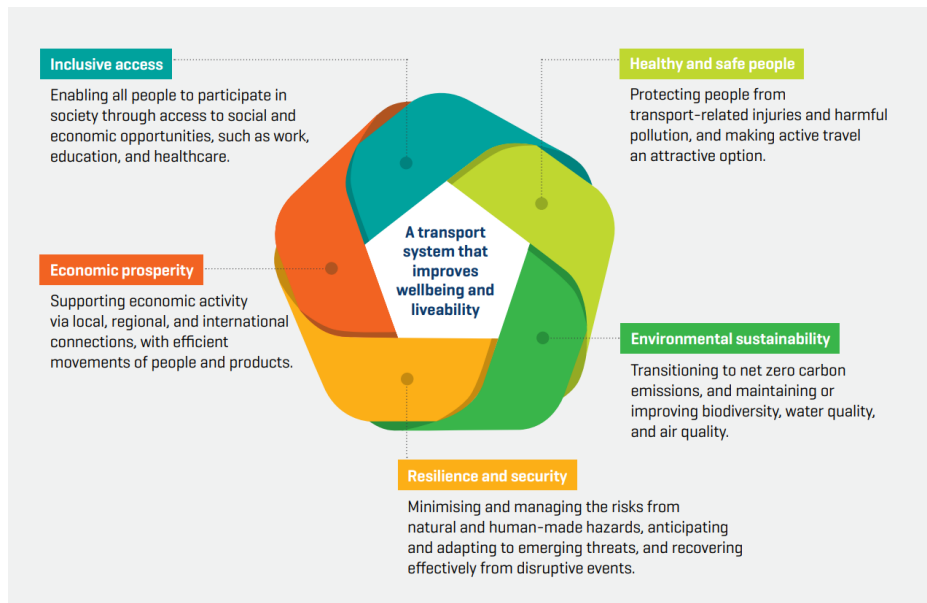 Inclusive access
Enabling all people to participate in
society through access to social and
economic opportunities, such as work,
education, and healthcare.
Healthy and safe people
Protecting people from
transport-related injuries and harmful
pollution, and making active travel
an attractive option.
A transport
system that
improves
wellbeing and
liveability
Economic prosperity
Supporting economic activity
via local, regional, and international
connections, with efficient
movements of people and products.
Environmental sustainability
Transitioning to net zero carbon
emissions, and maintaining or
improving biodiversity, water quality,
and air quality.
Resilience and security
Minimising and managing the risks from
natural and human-made hazards, anticipating
and adapting to emerging threats, and recovering
effectively from disruptive events.